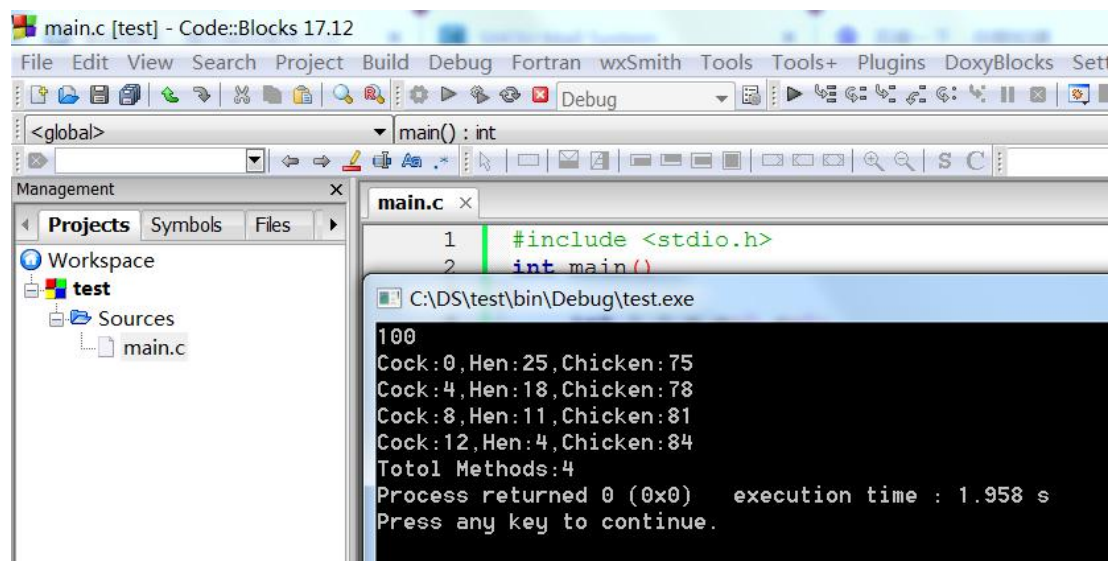 main.c [test] - Code::Blocks 17.12
File Edit View Search Project Build Debug Fortran wxSmith Tools Tools+ Plugins DoxyBlocks Sett
Debug
<global> main() : int
S C
Management ×
Projects Symbols Files
main.c ×
Workspace
test
Sources
main.c
1 #include <stdio.h>
2 int main()
C:\DS\test\bin\Debug\test.exe
100
Cock:0,Hen:25,Chicken:75
Cock:4,Hen:18,Chicken:78
Cock:8,Hen:11,Chicken:81
Cock:12,Hen:4,Chicken:84
Totol Methods:4
Process returned 0 (0x0)   execution time : 1.958 s
Press any key to continue.